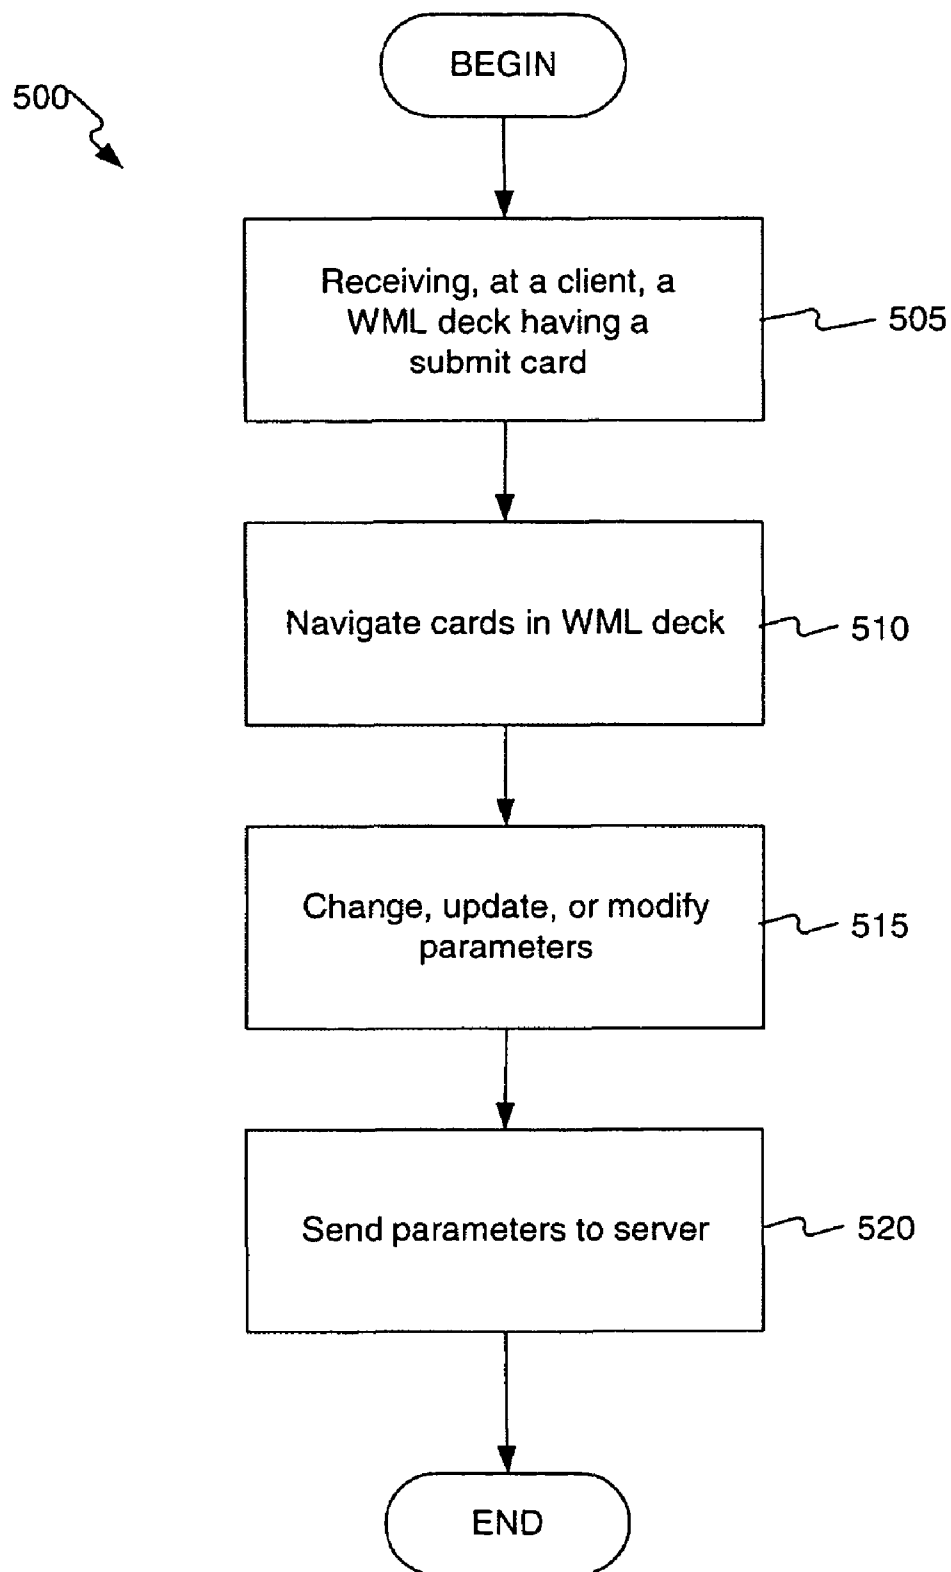 BEGIN
500
Receiving, at a client, a
WML deck having a
submit card
505
Navigate cards in WML deck
510
Change, update, or modify
parameters
515
Send parameters to server
520
END